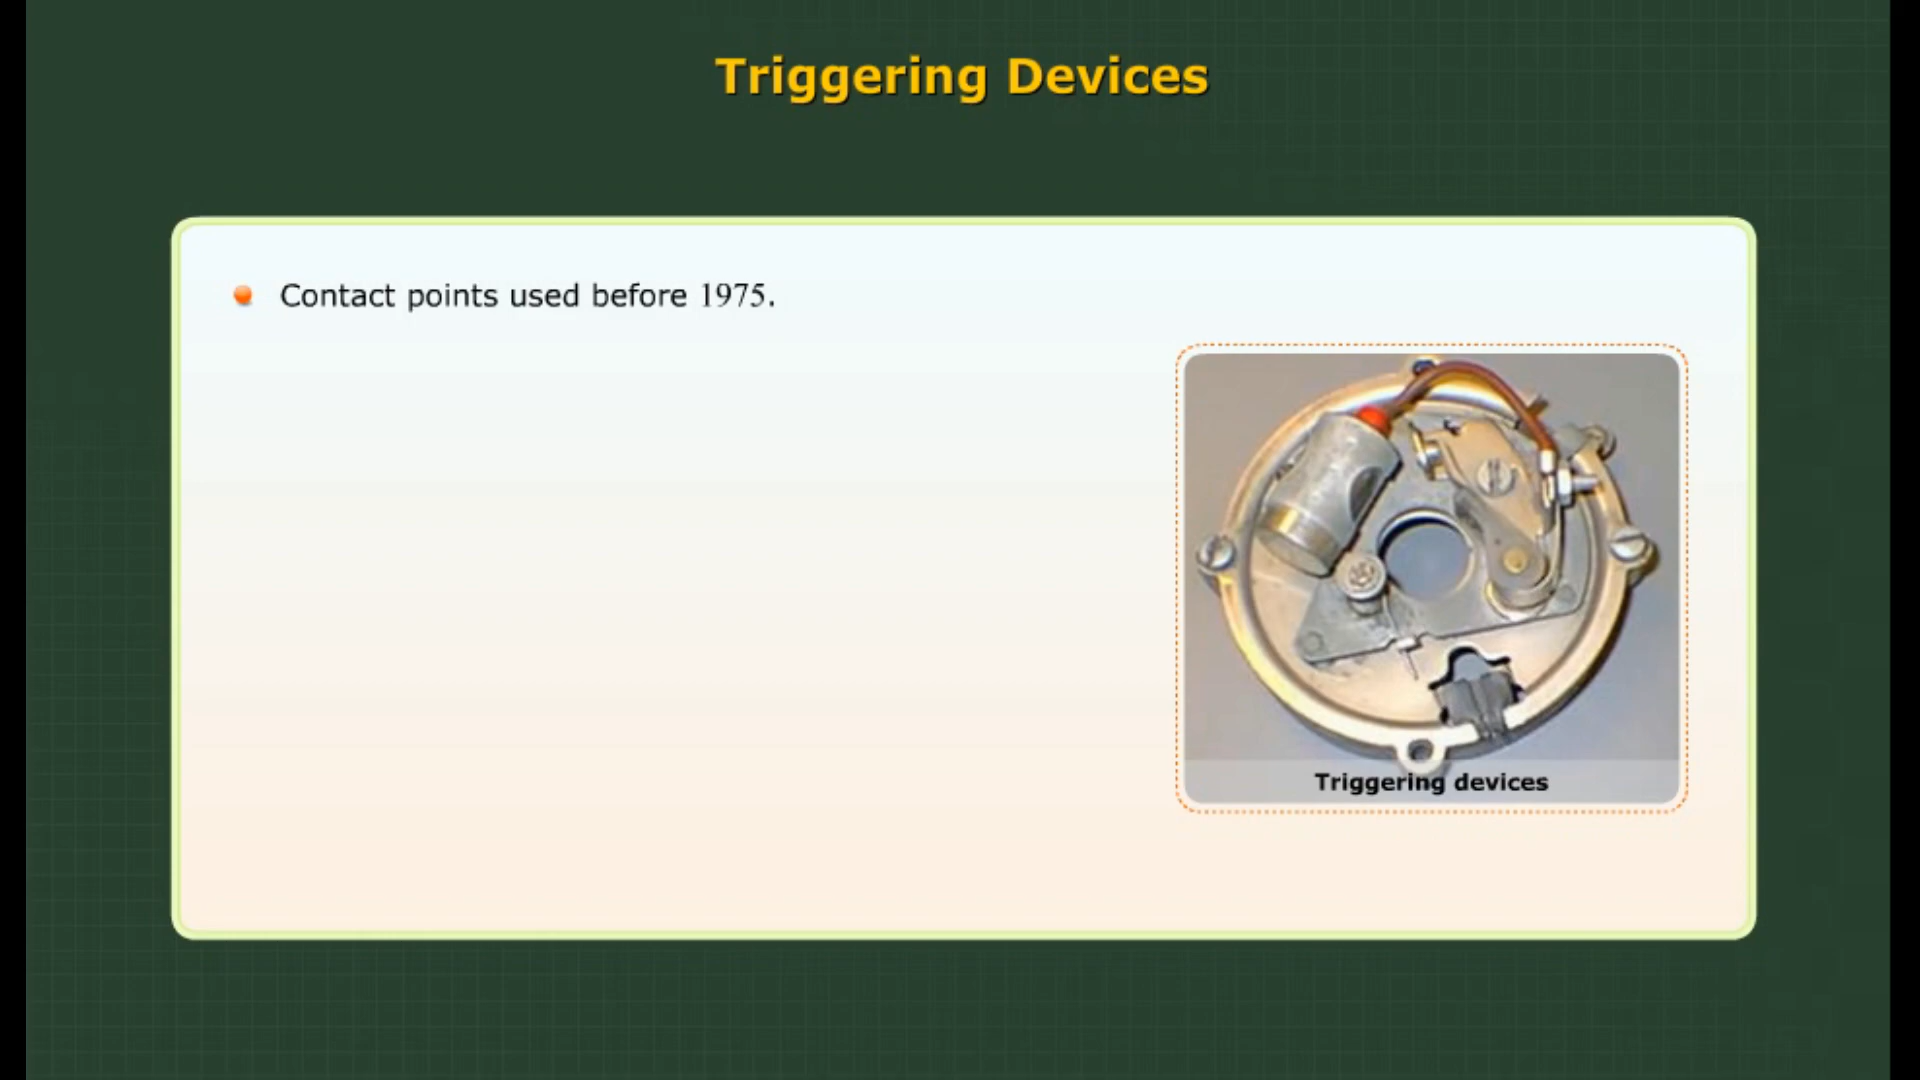 Triggering Devices
Contact points used before 1975.
Triggering devices